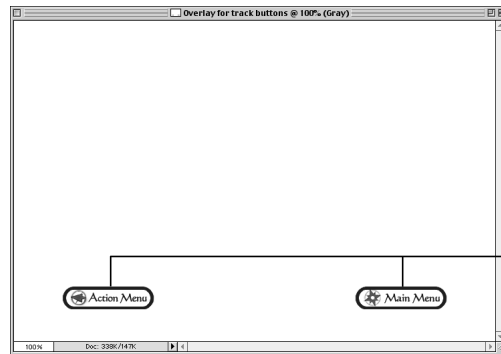 Overlay for track buttons @ 100% (Gray)
Action Menu
Main Menu
100%
Doc: 338K/147K